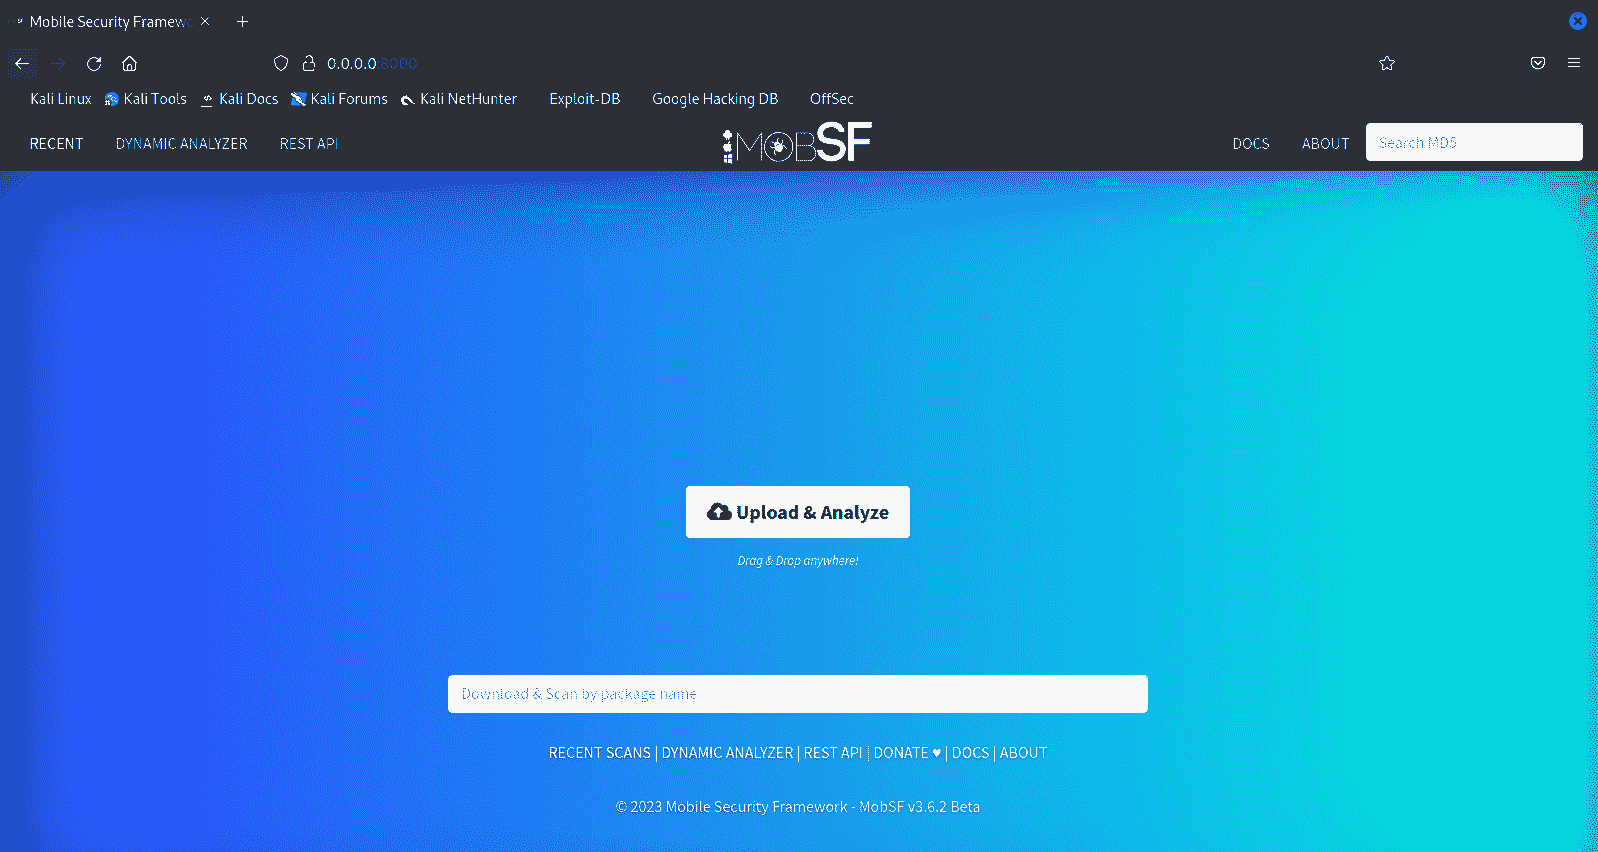 Mobile Security Framew
0.0.0.0:8000
Kali Linux Kali Tools Kali Docs Kali Forums Kali NetHunter Exploit-DB Google Hacking DB OffSec
RECENT DYNAMIC ANALYZER REST API MOBSF DOCS ABOUT Search MD5
Upload & Analyze
Drag & Drop anywhere!
Download & Scan by package name
RECENT SCANS | DYNAMIC ANALYZER | REST API | DONATE ♥ | DOCS | ABOUT
© 2023 Mobile Security Framework - MobSF v3.6.2 Beta